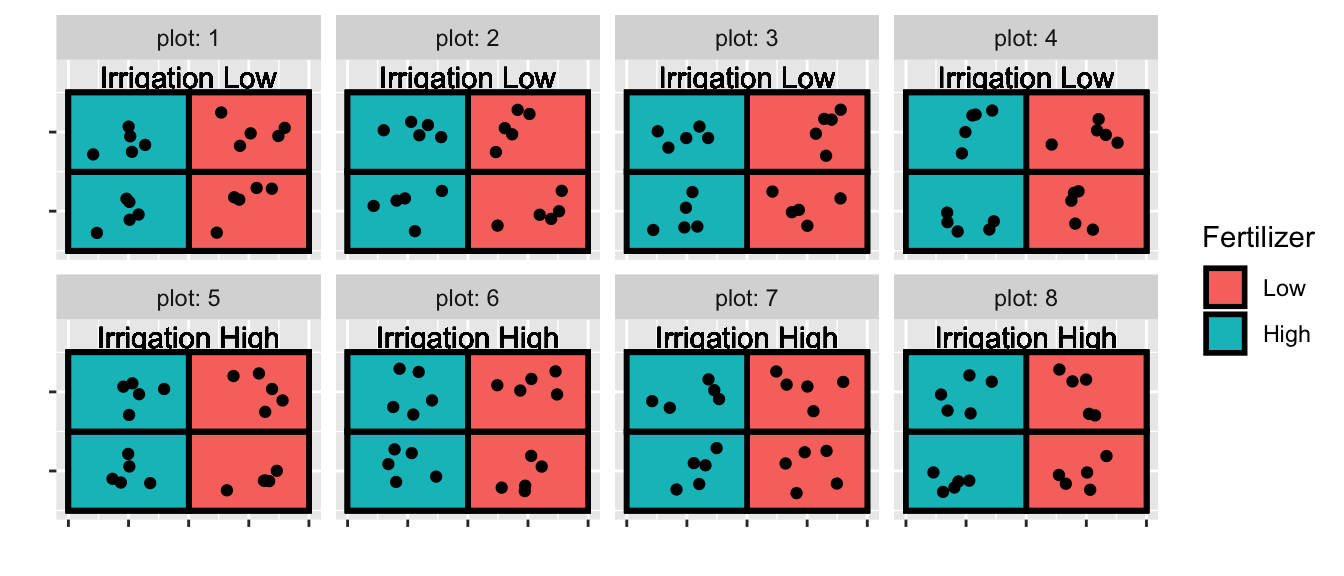 plot: 1
plot: 2
plot: 3
plot: 4
Irrigation Low
Irrigation Low
Irrigation Low
Irrigation Low
plot: 5
plot: 6
plot: 7
plot: 8
Irrigation High
Irrigation High
Irrigation High
Irrigation High
Fertilizer
Low
High